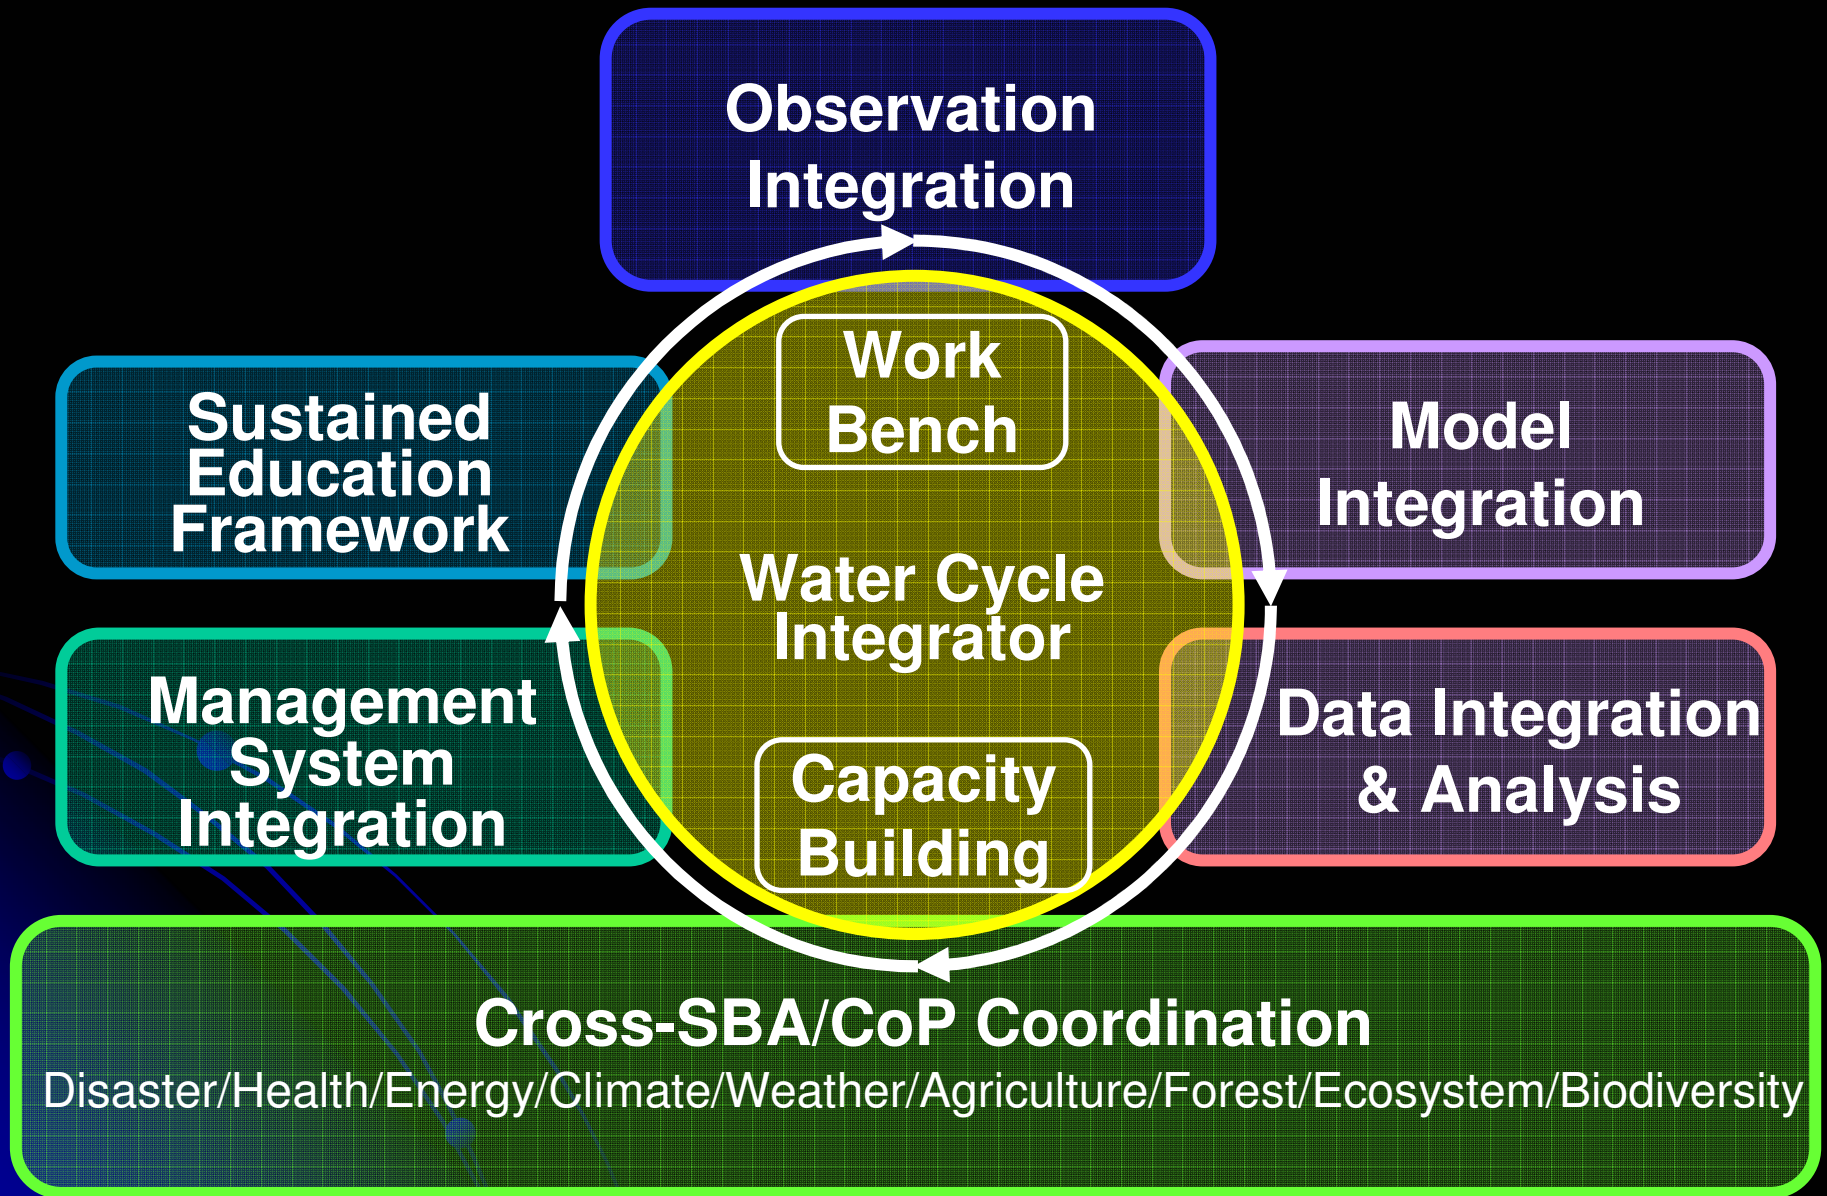 Observation
Integration
Work
Bench
Sustained
Education
Framework
Model
Integration
Water Cycle
Integrator
Management
System
Integration
Data Integration
& Analysis
Capacity
Building
Cross-SBA/CoP Coordination
Disaster/Health/Energy/Climate/Weather/Agriculture/Forest/Ecosystem/Biodiversity